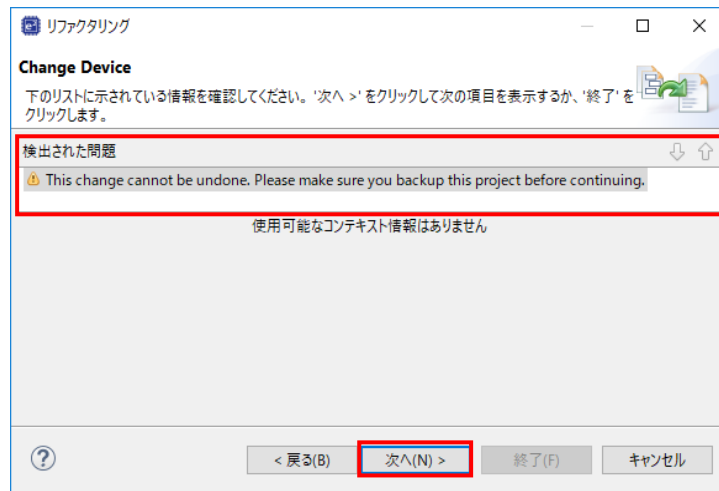 リファクタリング
Change Device
下のリストに示されている情報を確認してください。'次へ >' をクリックして次の項目を表示するか、'終了' を
クリックします。
検出された問題
This change cannot be undone. Please make sure you backup this project before continuing.
使用可能なコンテキスト情報はありません
< 戻る(B) 次へ(N) > 終了(F) キャンセル